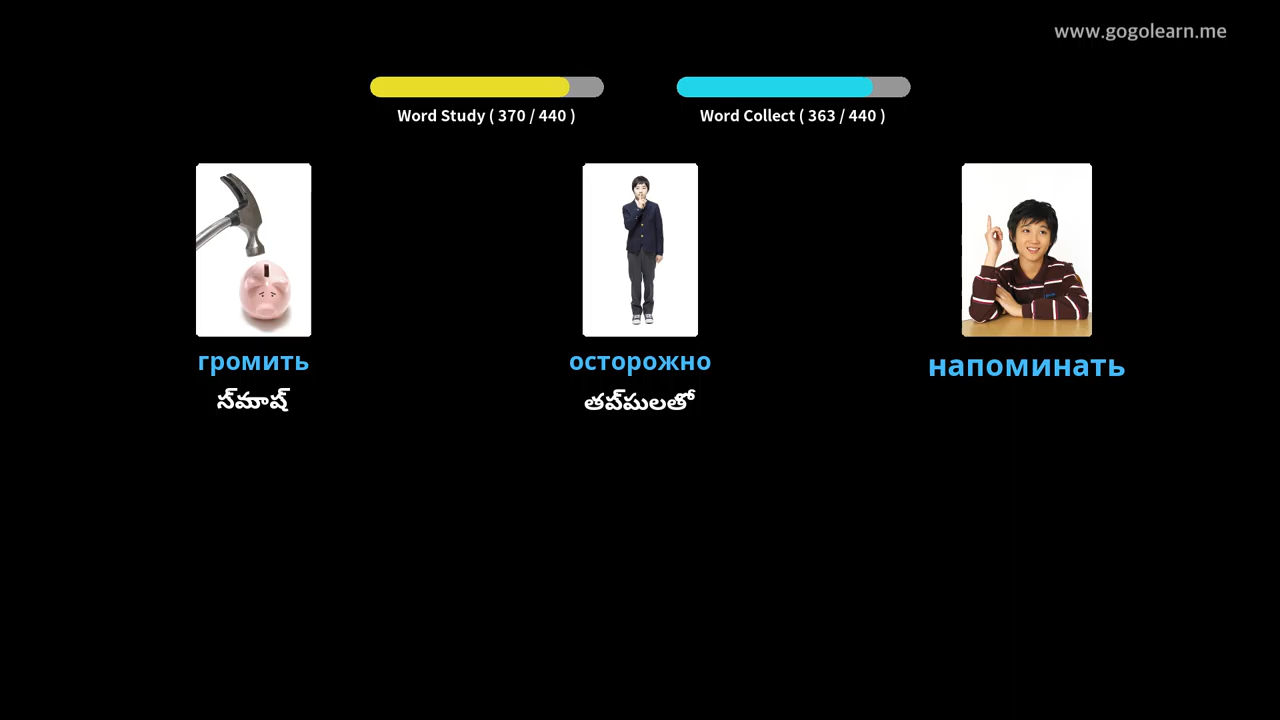 www.gogolearn.me
Word Study ( 370 / 440 )
Word Collect ( 363 / 440 )
громить
осторожно
напоминать
స్‌మాష్
తప్‌పులతో